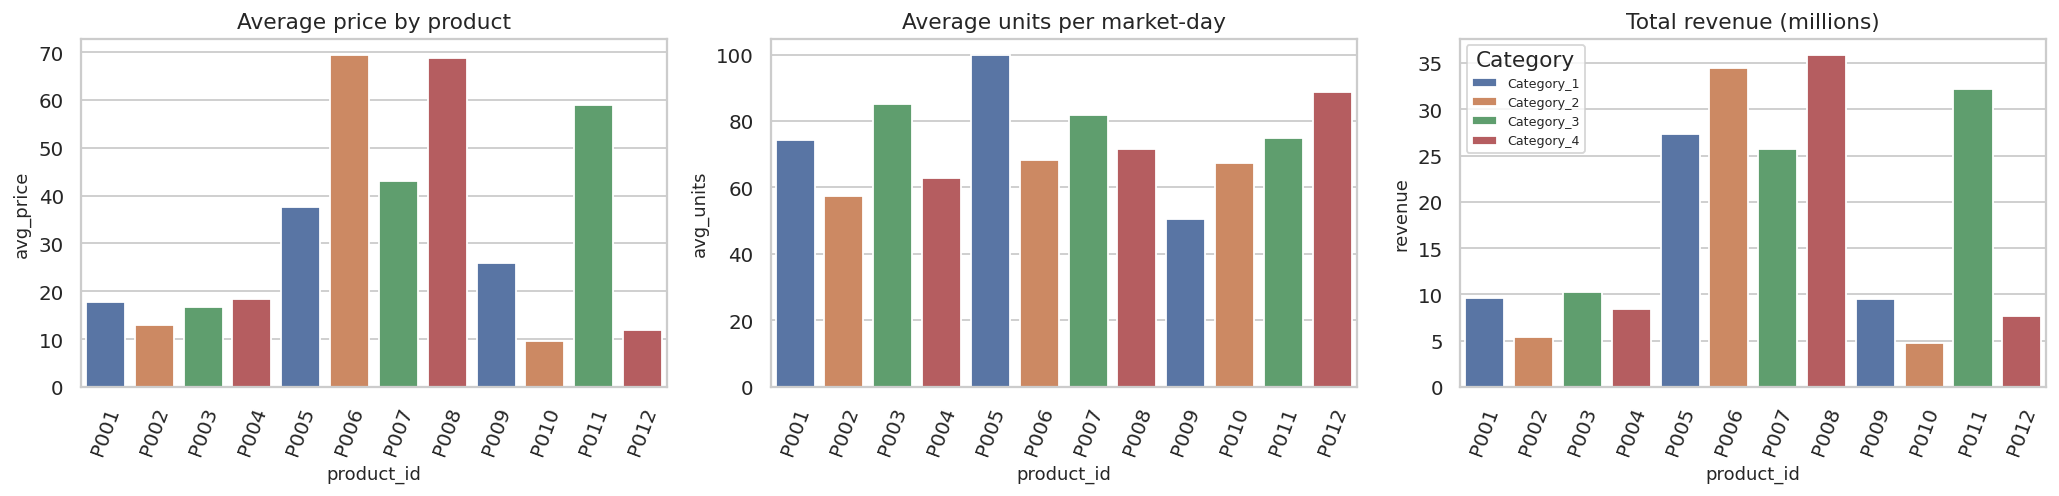 Average price by product
avg_price
70
60
50
40
30
20
10
0
P001
P002
P003
P004
P005
P006
P007
P008
P009
P010
P011
P012
product_id
Average units per market-day
avg_units
100
80
60
40
20
0
P001
P002
P003
P004
P005
P006
P007
P008
P009
P010
P011
P012
product_id
Total revenue (millions)
revenue
35
30
25
20
15
10
5
0
Category
Category_1
Category_2
Category_3
Category_4
P001
P002
P003
P004
P005
P006
P007
P008
P009
P010
P011
P012
product_id